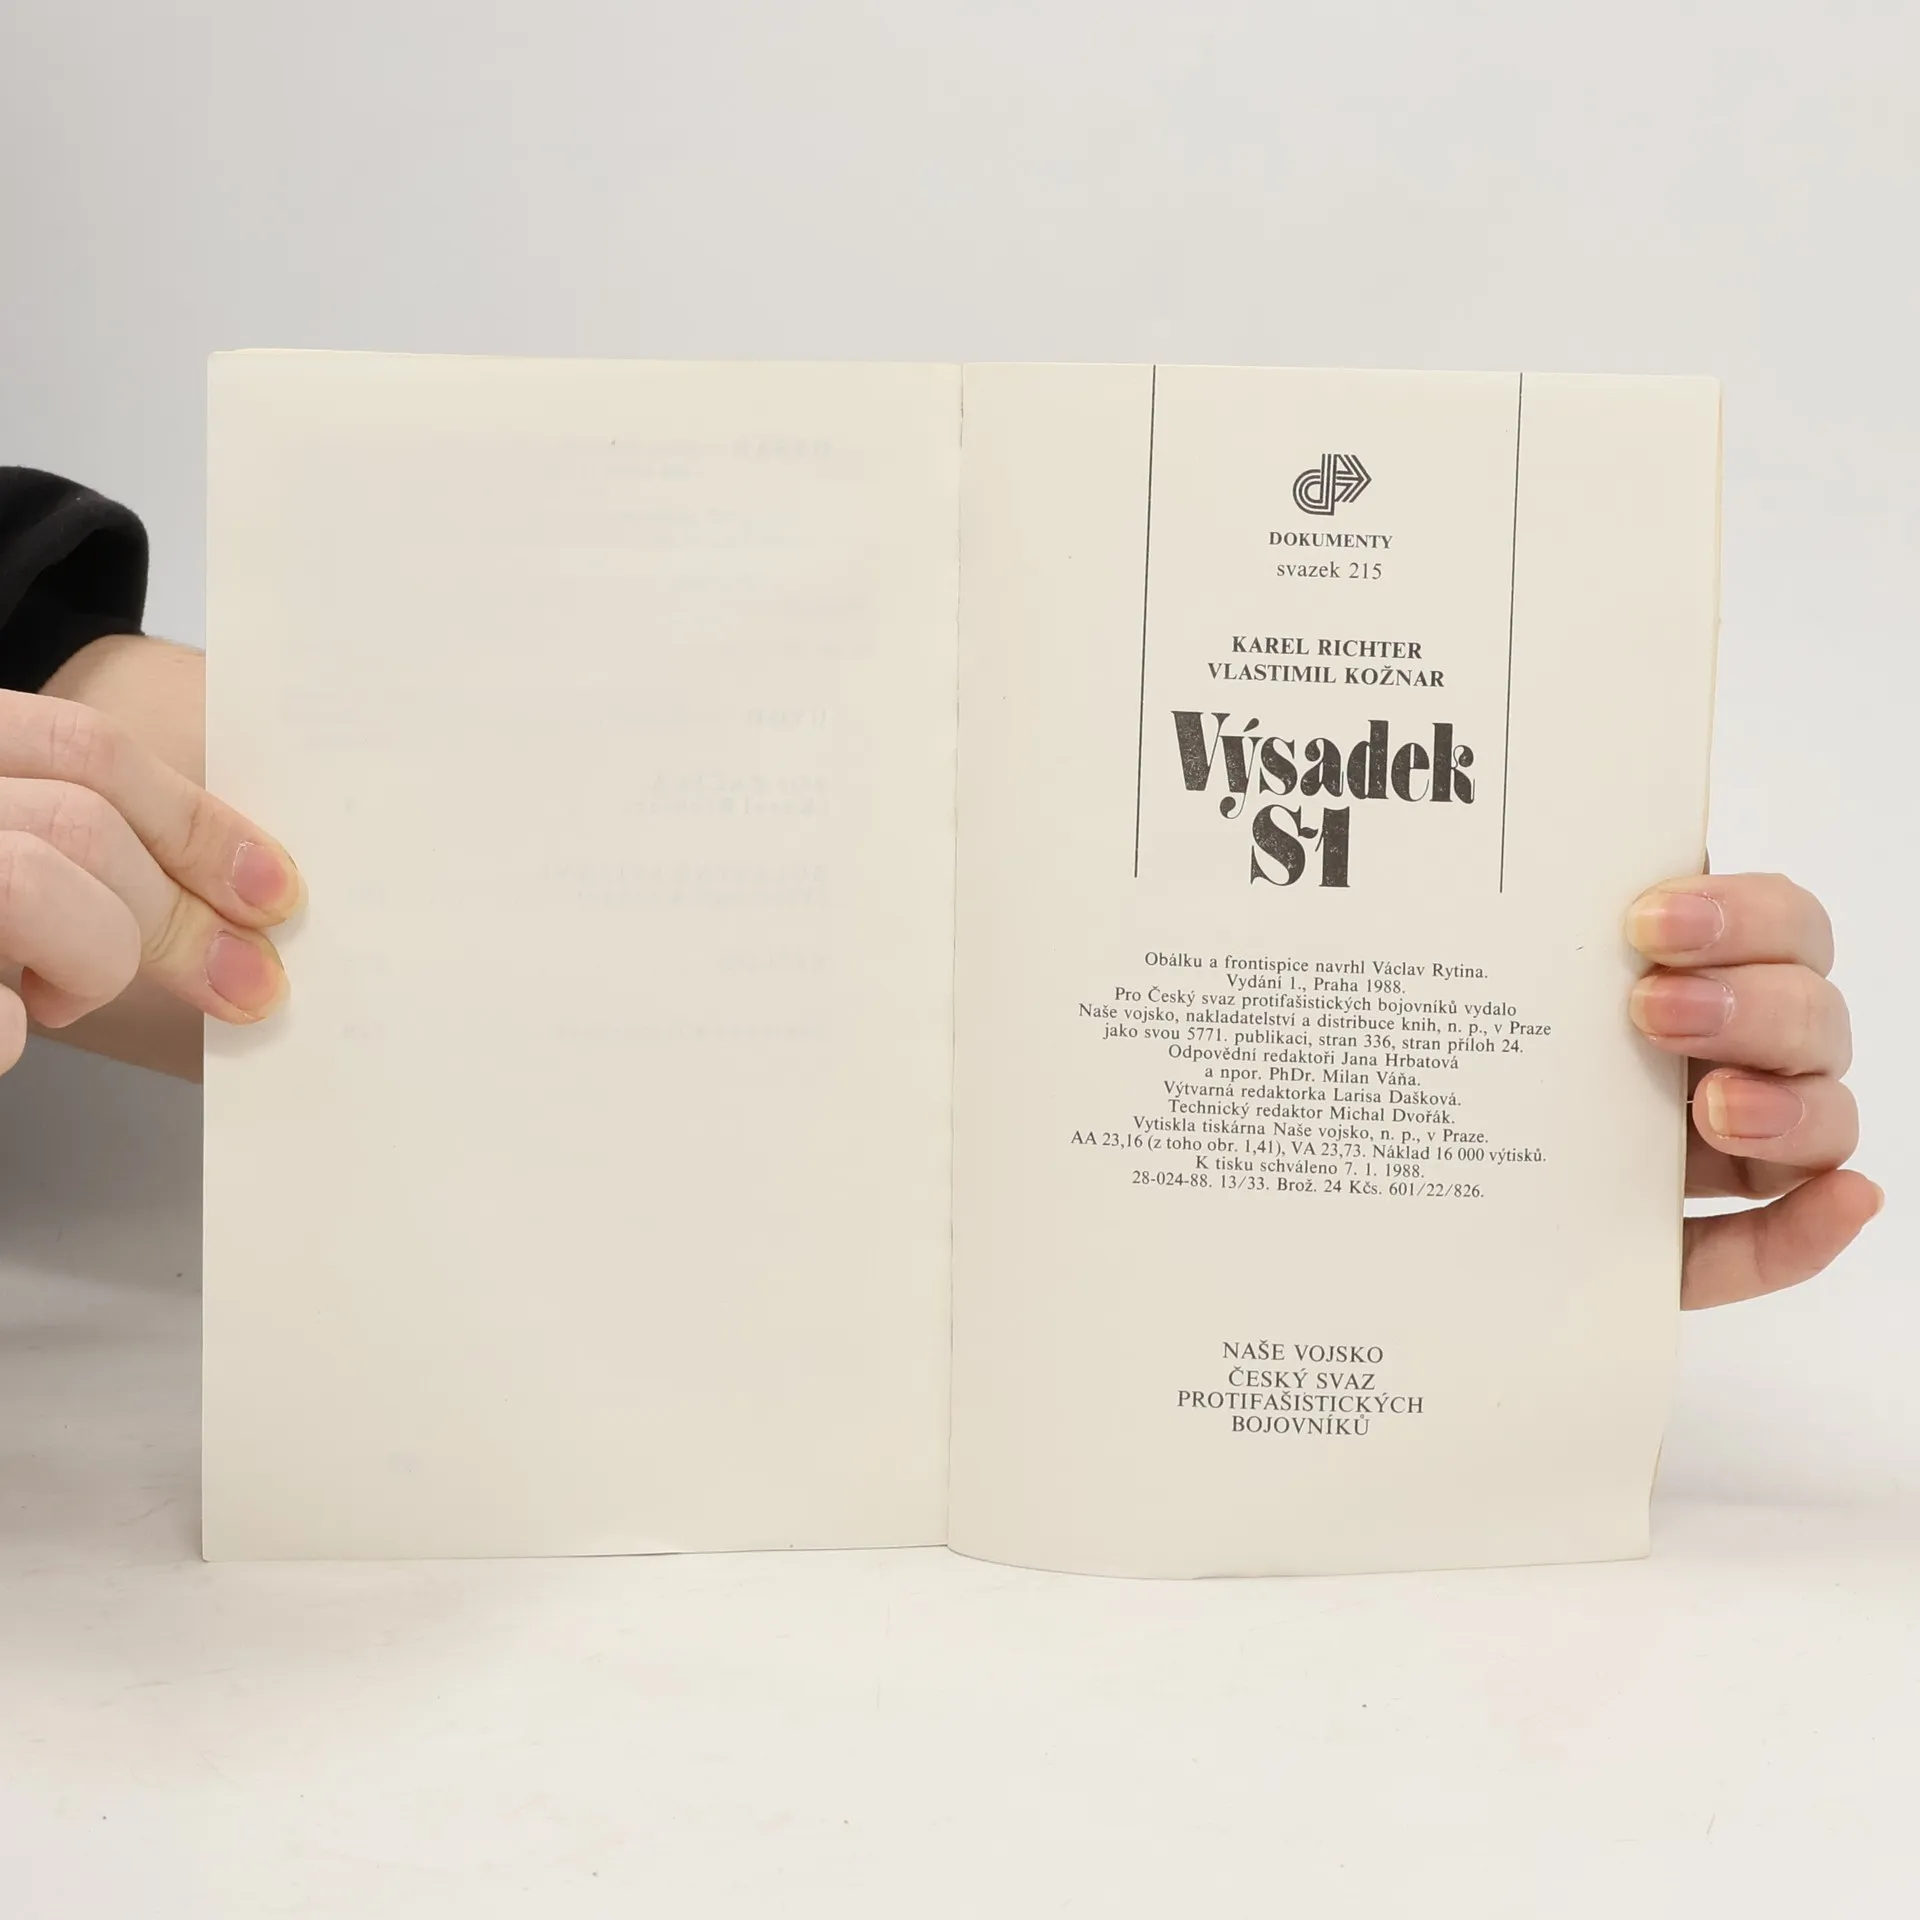 DOKUMENTY
svazek 215
KAREL RICHTER
VLASTIMIL KOŽNAR
Výsadek
S-1
Obálku a frontispice navrhl Václav Rytina.
Vydání 1., Praha 1988.
Pro Český svaz protifašistických bojovníků vydalo
Naše vojsko, nakladatelství a distribuce knih, n. p., v Praze
jako svou 5771. publikaci, stran 336, stran příloh 24.
Odpovědní redaktoři Jana Hrbatová
a npor. PhDr. Milan Váňa.
Výtvarná redaktorka Larisa Dašková.
Technický redaktor Michal Dvořák.
Vytiskla tiskárna Naše vojsko, n. p., v Praze.
AA 23,16 (z toho obr. 1,41), VA 23,73. Náklad 16 000 výtisků.
K tisku schváleno 7. 1. 1988.
28-024-88. 13/33. Brož. 24 Kčs. 601/22/826.
NAŠE VOJSKO
ČESKÝ SVAZ
PROTIFAŠISTICKÝCH
BOJOVNÍKŮ